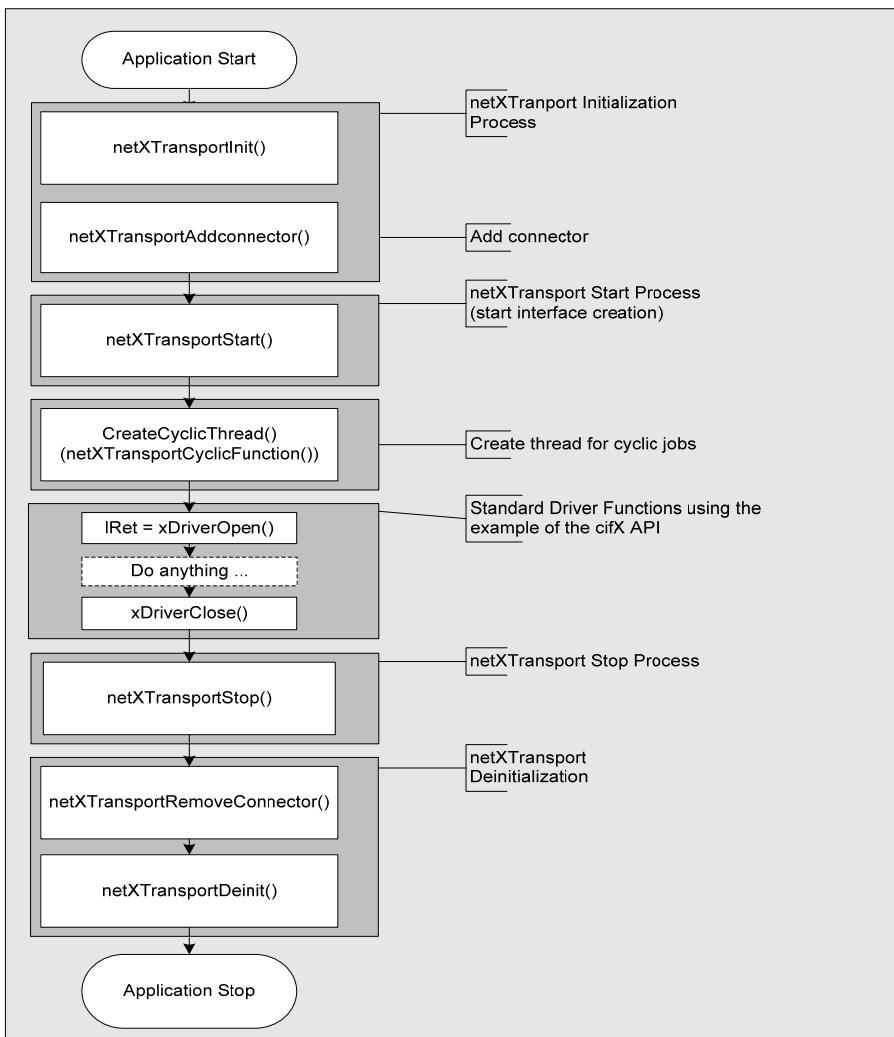 Application Start
netXTranport Initialization
Process
netXTransportInit()
netXTransportAddconnector()
Add connector
netXTransport Start Process
(start interface creation)
netXTransportStart()
CreateCyclicThread()
(netXTransportCyclicFunction())
Create thread for cyclic jobs
Standard Driver Functions using the
example of the cifX API
lRet = xDriverOpen()
Do anything ...
xDriverClose()
netXTransport Stop Process
netXTransportStop()
netXTransport
Deinitialization
netXTransportRemoveConnector()
netXTransportDeinit()
Application Stop